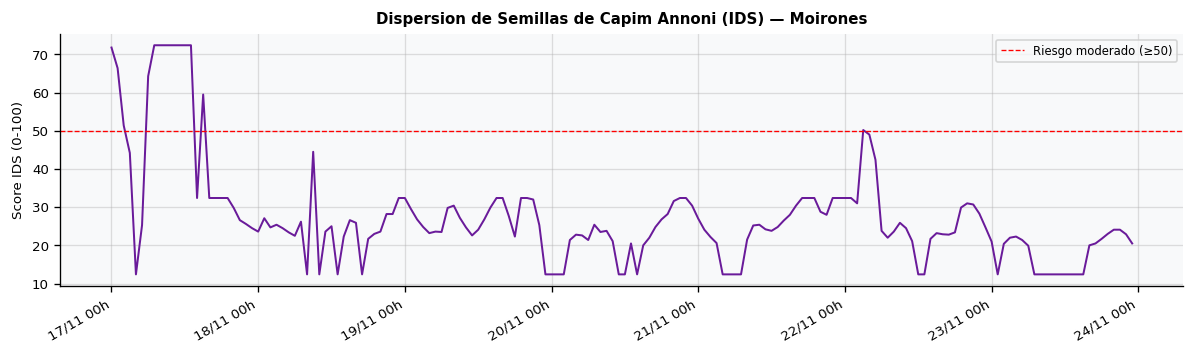 Dispersion de Semillas de Capim Annoni (IDS) — Moirones
Riesgo moderado (≥50)
Score IDS (0-100)
70
60
50
40
30
20
10
17/11 00h
18/11 00h
19/11 00h
20/11 00h
21/11 00h
22/11 00h
23/11 00h
24/11 00h